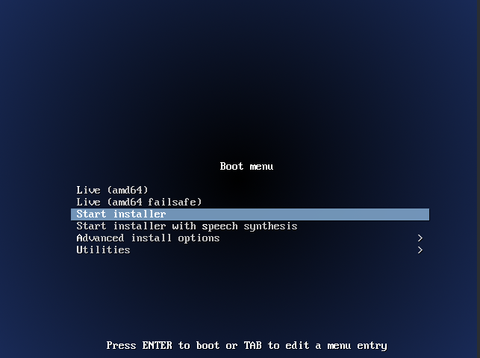 Boot menu
Live (amd64)
Live (amd64 failsafe)
Start installer
Start installer with speech synthesis
Advanced install options >
Utilities >
Press ENTER to boot or TAB to edit a menu entry